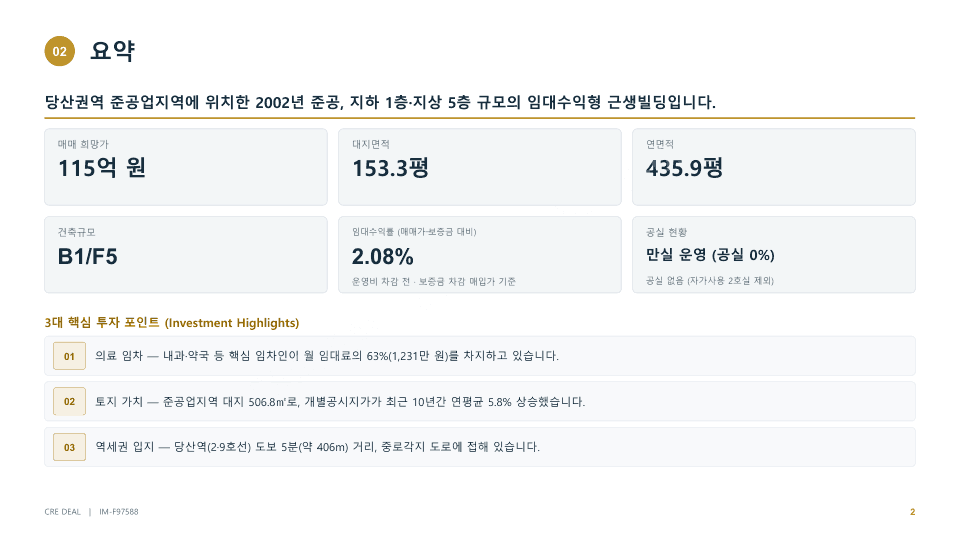 02 요약
당산권역 준공업지역에 위치한 2002년 준공, 지하 1층·지상 5층 규모의 임대수익형 근생빌딩입니다.
매매 희망가
115억 원
대지면적
153.3평
연면적
435.9평
건축규모
B1/F5
임대수익률 (매매가-보증금 대비)
2.08%
운영비 차감 전 · 보증금 차감 매입가 기준
공실 현황
만실 운영 (공실 0%)
공실 없음 (자가사용 2호실 제외)
3대 핵심 투자 포인트 (Investment Highlights)
01 의료 임차 — 내과·약국 등 핵심 임차인이 월 임대료의 63%(1,231만 원)를 차지하고 있습니다.
02 토지 가치 — 준공업지역 대지 506.8㎡로, 개별공시지가가 최근 10년간 연평균 5.8% 상승했습니다.
03 역세권 입지 — 당산역(2·9호선) 도보 5분(약 406m) 거리, 중로각지 도로에 접해 있습니다.
CRE DEAL | IM-F97588
2